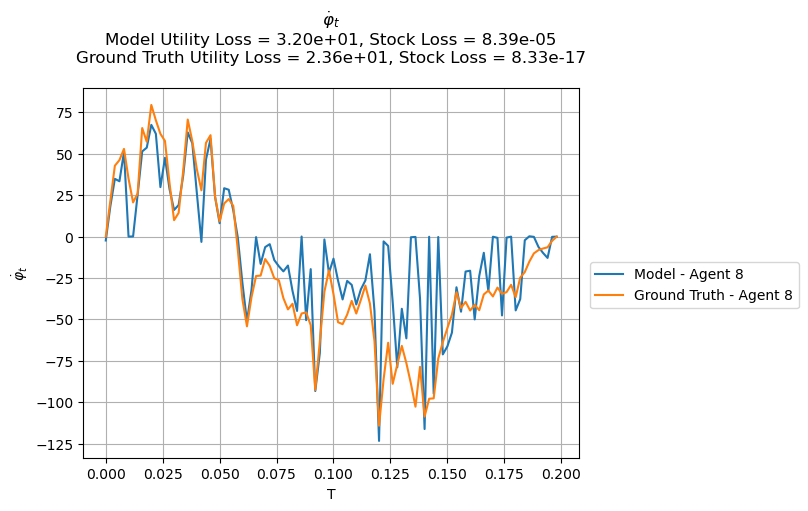 φ̇ₜ
Model Utility Loss = 3.20e+01, Stock Loss = 8.39e-05
Ground Truth Utility Loss = 2.36e+01, Stock Loss = 8.33e-17
75
50
25
0
−25
−50
−75
−100
−125
φ̇ₜ
0.000 0.025 0.050 0.075 0.100 0.125 0.150 0.175 0.200
T
Model - Agent 8
Ground Truth - Agent 8